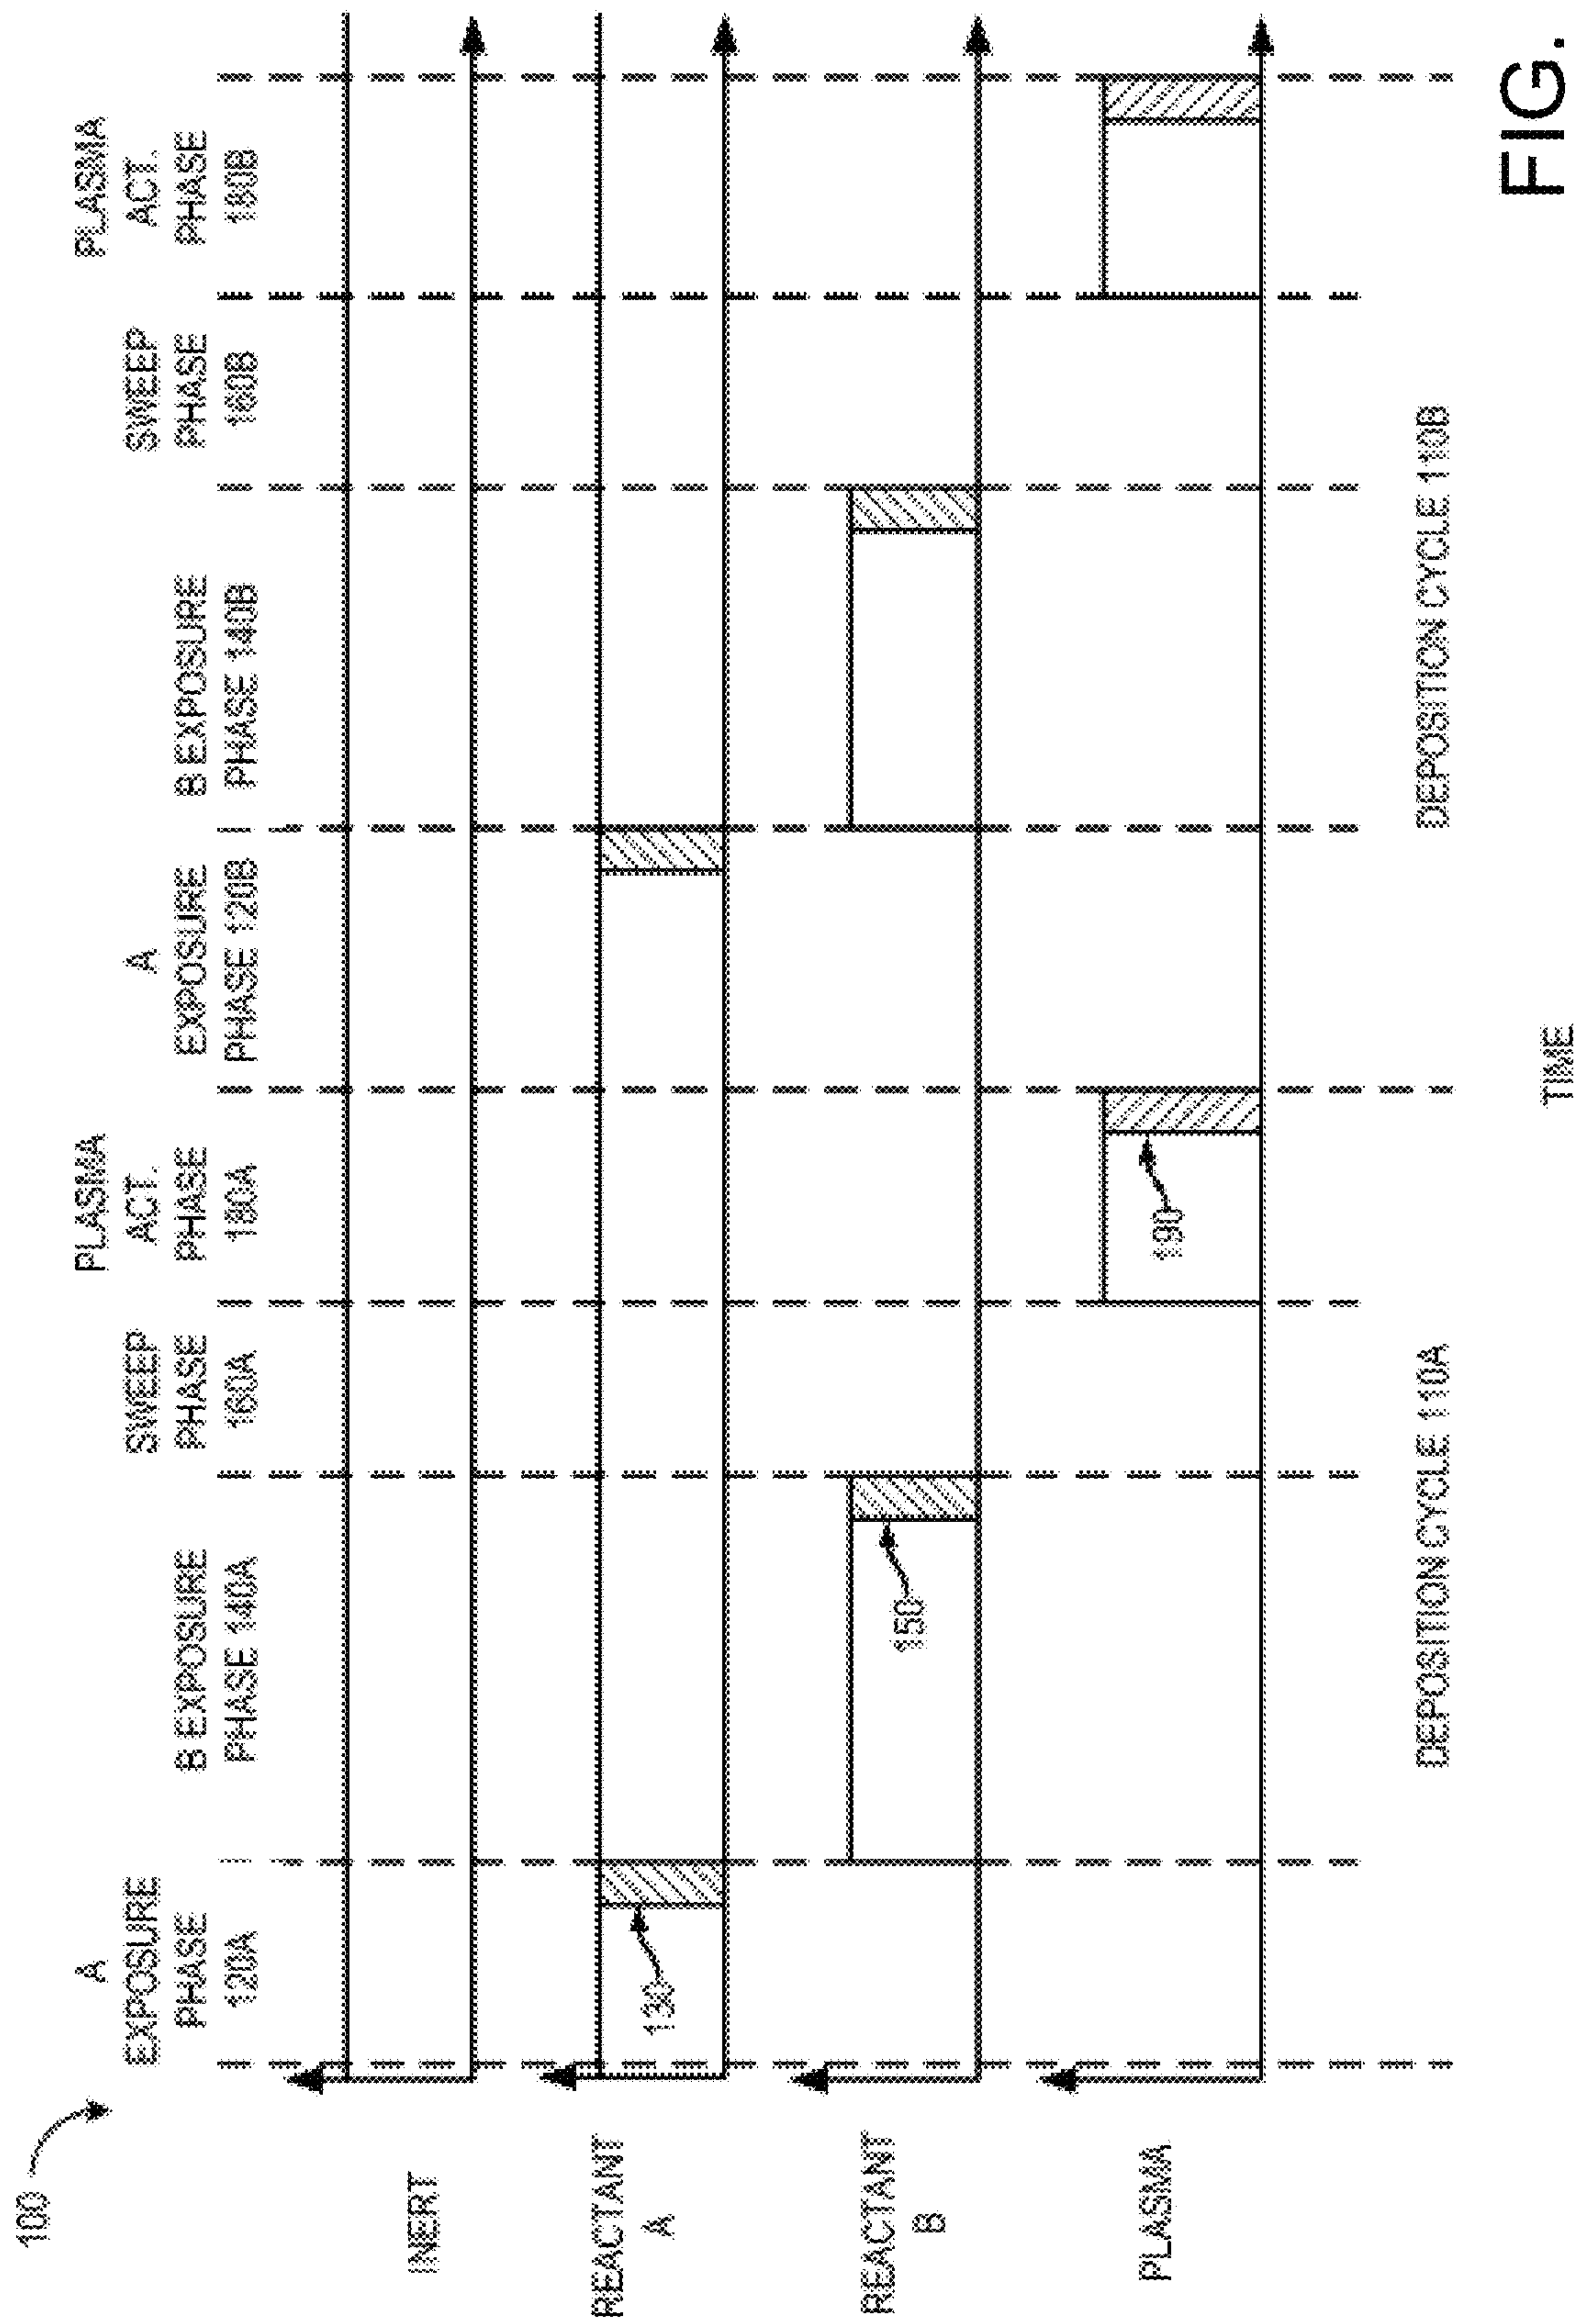 100
A
EXPOSURE
PHASE
120A
B EXPOSURE
PHASE 140A
SWEEP
PHASE
160A
PLASMA
ACT.
PHASE
180A
A
EXPOSURE
PHASE 120B
B EXPOSURE
PHASE 140B
SWEEP
PHASE
160B
PLASMA
ACT.
PHASE
180B
INERT
REACTANT
A
130
REACTANT
B
150
PLASMA
190
DEPOSITION CYCLE 110A
DEPOSITION CYCLE 110B
TIME
FIG.